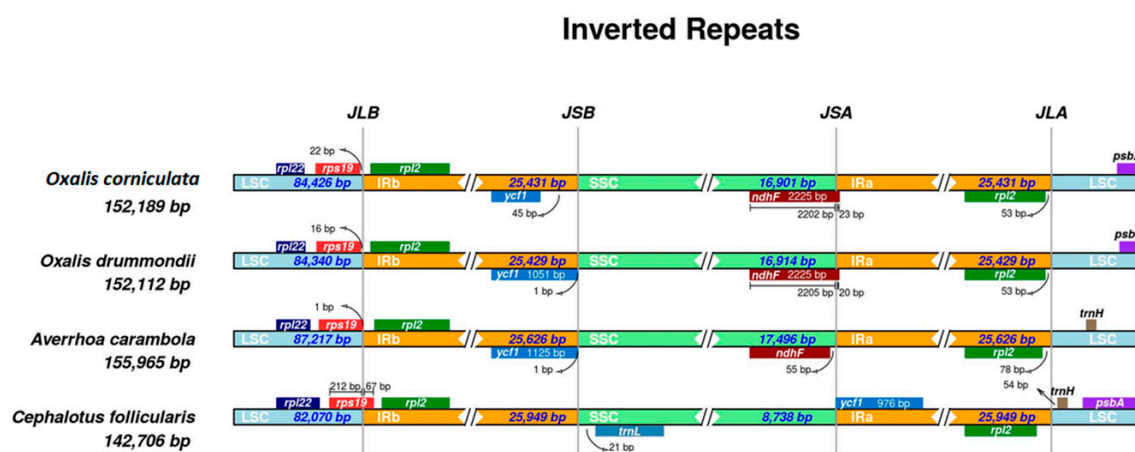 Inverted Repeats
JLB JSB JSA JLA
22 bp
rpl22 rps19 rpl2 psb
Oxalis corniculata LSC 84,426 bp IRb 25,431 bp SSC 16,901 bp IRa 25,431 bp LSC
152,189 bp ycf1 ndhF 2225 bp rpl2
45 bp 2202 bp 23 bp 53 bp
16 bp
rpl22 rps19 rpl2 psb
Oxalis drummondii LSC 84,340 bp IRb 25,429 bp SSC 16,914 bp IRa 25,429 bp LSC
152,112 bp ycf1 1051 bp ndhF 2225 bp rpl2
1 bp 2205 bp 20 bp 53 bp
1 bp trnH
rpl22 rps19 rpl2
Averrhoa carambola LSC 87,217 bp IRb 25,626 bp SSC 17,496 bp IRa 25,626 bp LSC
155,965 bp ycf1 1125 bp ndhF rpl2
1 bp 55 bp 78 bp
212 bp 67 bp 54 bp trnH
rpl22 rps19 rpl2 ycf1 976 bp psbA
Cephalotus follicularis LSC 82,070 bp IRb 25,949 bp SSC 8,738 bp IRa 25,949 bp LSC
142,706 bp trnL rpl2
21 bp